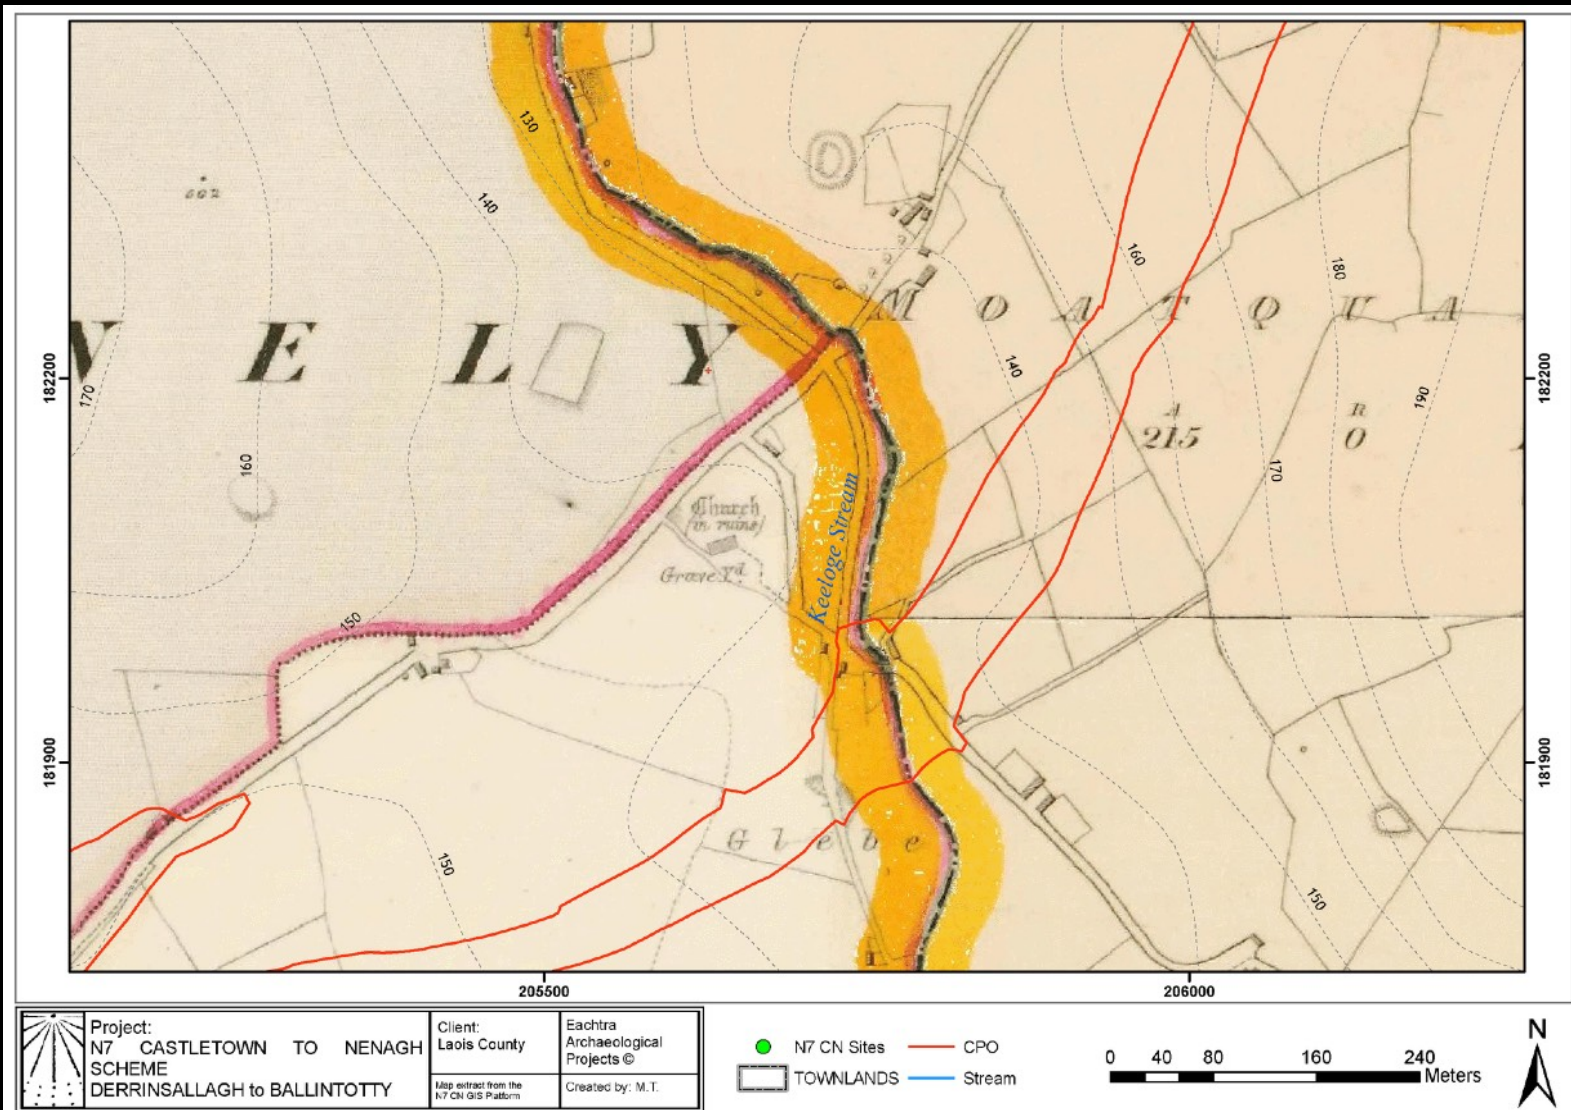 130
140
602
160
180
M O A T Q U A
N E L Y
182200
182200
170
140
190
A
215
R
0
160
170
Church
(in ruins)
Grave Yd.
Keeloge Stream
150
181900
181900
Glebe
150
150
205500
206000
Project:
N7 CASTLETOWN TO NENAGH
SCHEME
DERRINSALLAGH to BALLINTOTTY
Client:
Laois County
Map extract from the
N7 CN GIS Platform
Eachtra
Archaeological
Projects ©
Created by: M.T.
N7 CN Sites
CPO
TOWNLANDS
Stream
0 40 80 160 240
Meters
N